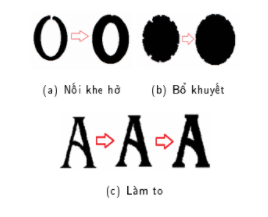 (a) Nối khe hở
(b) Bổ khuyết
A A A
(c) Làm to